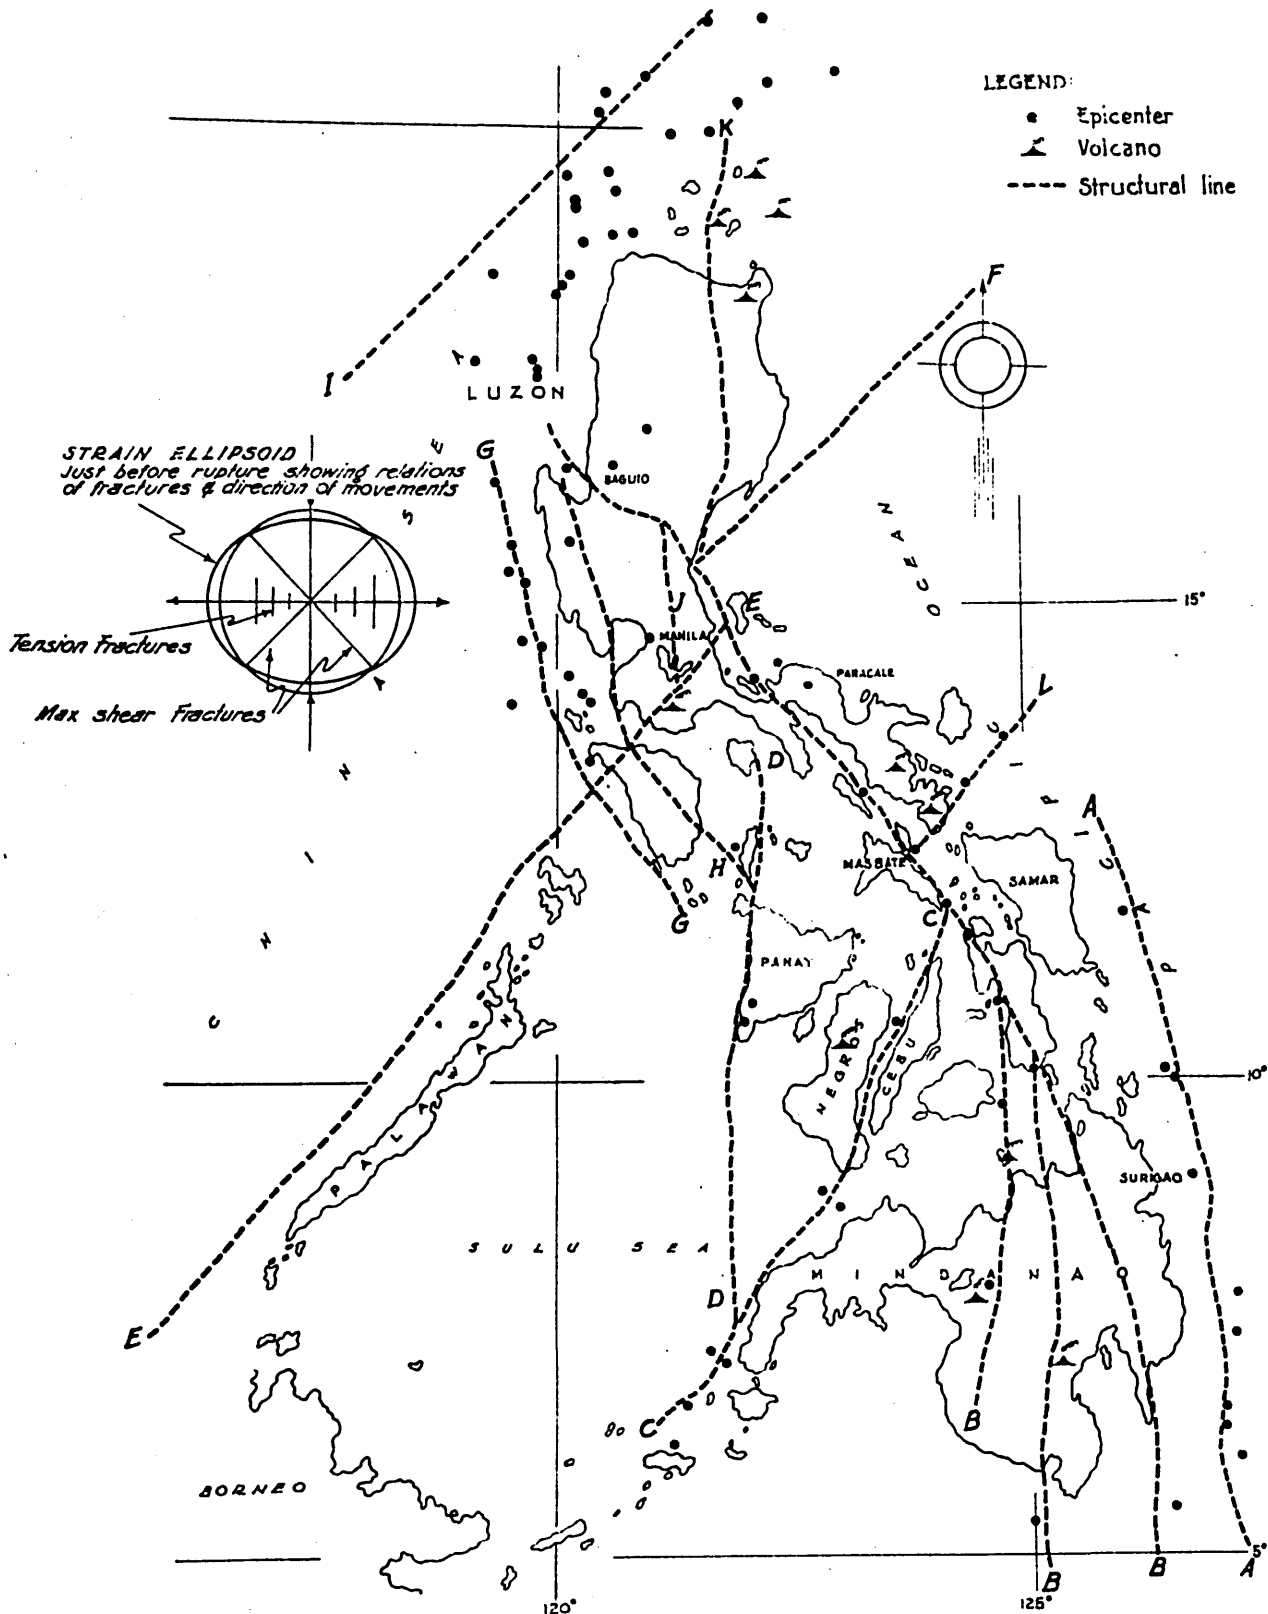 LEGEND:
Epicenter
Volcano
Structural line
K
F
I
LUZON
STRAIN ELLIPSOID
Just before rupture showing relations
of fractures & direction of movements
G
BAGUIO
Tension Fractures
Max shear Fractures
J
E
MANILA
PARACALE
OCEAN
15°
L
D
A
MASBATE
SAMAR
H
G
C
PANAY
PACIFIC
CHINA SEA
PALAWAN
NEGROS
CEBU
10°
SURIGAO
SULU SEA
MINDANAO
D
E
C
B
BORNEO
B
B
A
5°
120°
125°